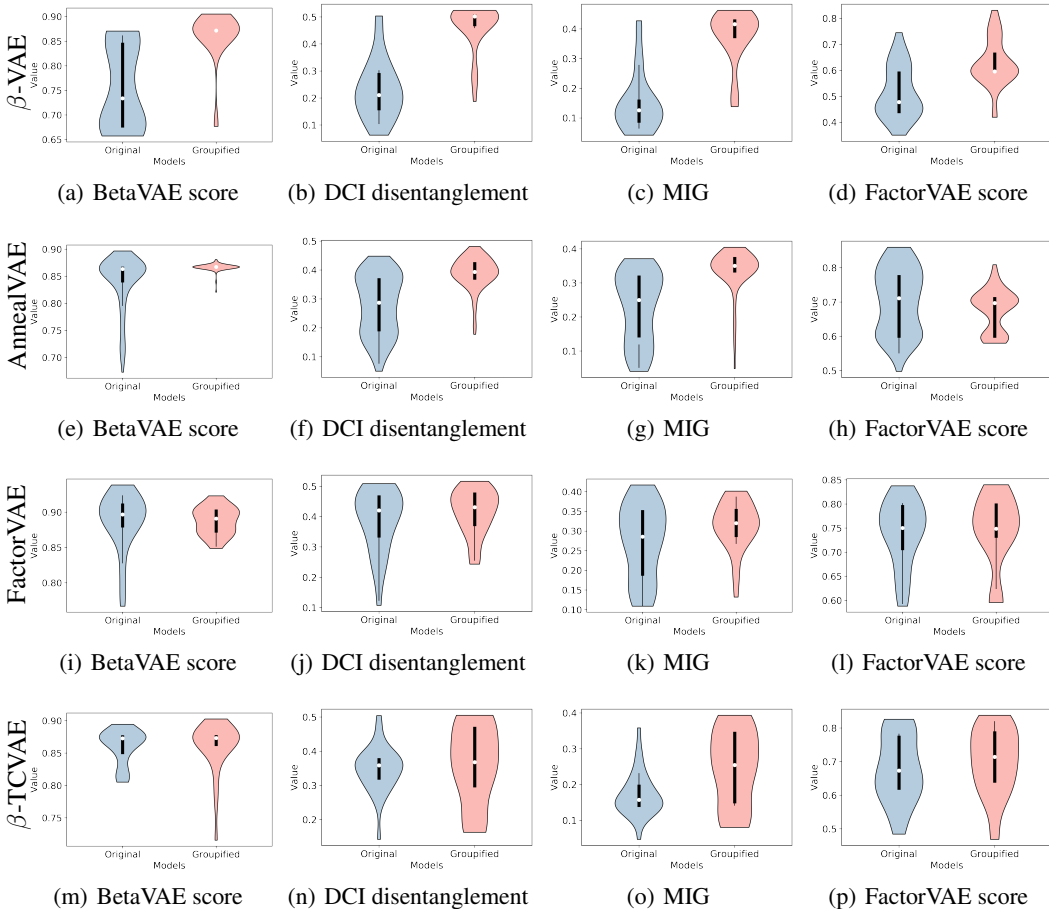 β-VAE
Value
0.90
0.85
0.80
0.75
0.70
0.65
Original
Groupified
Models
Value
0.5
0.4
0.3
0.2
0.1
Original
Groupified
Models
Value
0.4
0.3
0.2
0.1
Original
Groupified
Models
Value
0.8
0.7
0.6
0.5
0.4
Original
Groupified
Models
(a) BetaVAE score
(b) DCI disentanglement
(c) MIG
(d) FactorVAE score
AnnealVAE
Value
0.90
0.85
0.80
0.75
0.70
Original
Groupified
Models
Value
0.5
0.4
0.3
0.2
0.1
Original
Groupified
Models
Value
0.4
0.3
0.2
0.1
Original
Groupified
Models
Value
0.8
0.7
0.6
0.5
Original
Groupified
Models
(e) BetaVAE score
(f) DCI disentanglement
(g) MIG
(h) FactorVAE score
FactorVAE
Value
0.90
0.85
0.80
Original
Groupified
Models
Value
0.5
0.4
0.3
0.2
0.1
Original
Groupified
Models
Value
0.40
0.35
0.30
0.25
0.20
0.15
0.10
Original
Groupified
Models
Value
0.85
0.80
0.75
0.70
0.65
0.60
Original
Groupified
Models
(i) BetaVAE score
(j) DCI disentanglement
(k) MIG
(l) FactorVAE score
β-TCVAE
Value
0.90
0.85
0.80
0.75
Original
Groupified
Models
Value
0.5
0.4
0.3
0.2
Original
Groupified
Models
Value
0.4
0.3
0.2
0.1
Original
Groupified
Models
Value
0.8
0.7
0.6
0.5
Original
Groupified
Models
(m) BetaVAE score
(n) DCI disentanglement
(o) MIG
(p) FactorVAE score